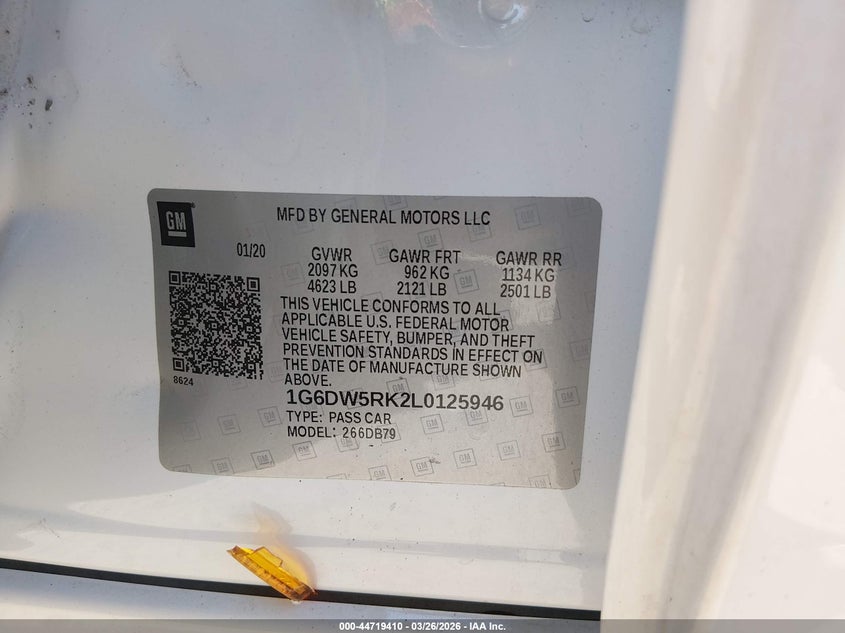 GM
MFD BY GENERAL MOTORS LLC
01/20
GVWR GAWR FRT GAWR RR
2097 KG 962 KG 1134 KG
4623 LB 2121 LB 2501 LB
THIS VEHICLE CONFORMS TO ALL
APPLICABLE U.S. FEDERAL MOTOR
VEHICLE SAFETY, BUMPER, AND THEFT
PREVENTION STANDARDS IN EFFECT ON
THE DATE OF MANUFACTURE SHOWN
ABOVE.
8624
1G6DW5RK2L0125946
TYPE: PASS CAR
MODEL: 266DB79
000-44719410 | 03/26/2026 - IAA Inc.